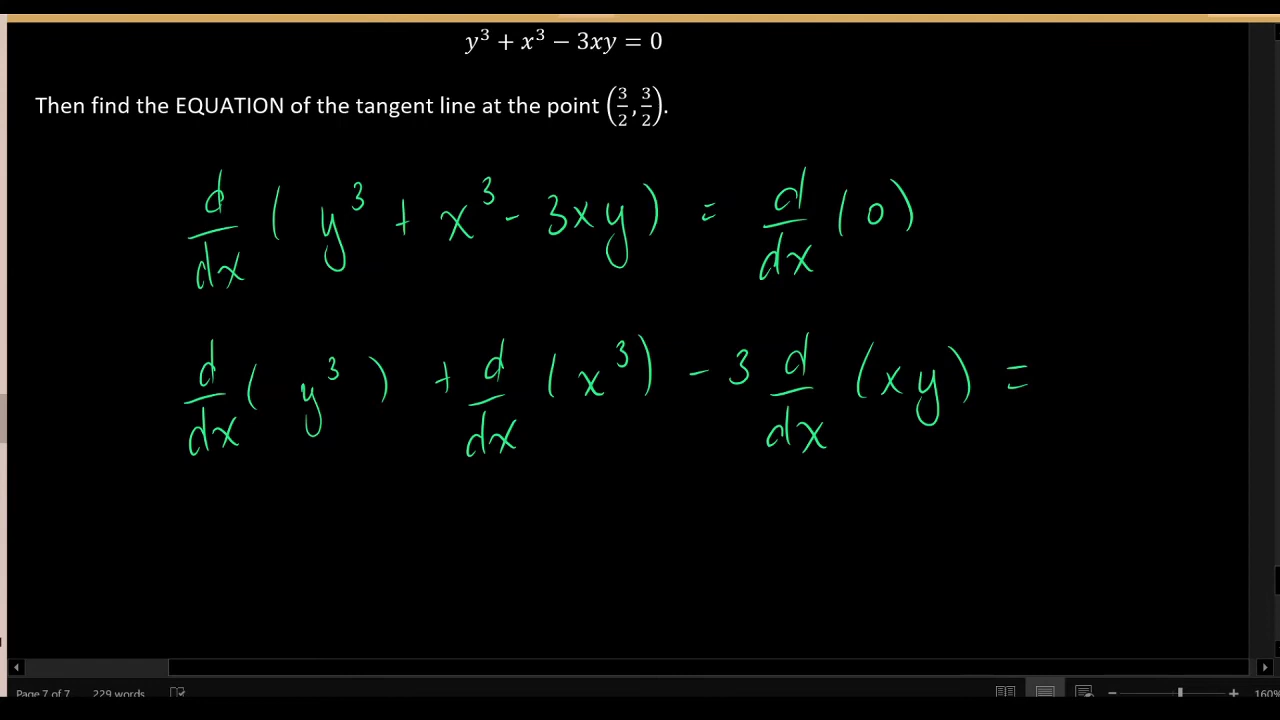 y³ + x³ − 3xy = 0
Then find the EQUATION of the tangent line at the point (3/2, 3/2).
d/dx ( y³ + x³ - 3xy ) = d/dx ( 0 )
d/dx ( y³ ) + d/dx ( x³ ) - 3 d/dx ( xy ) =
Page 7 of 7 229 words 160%